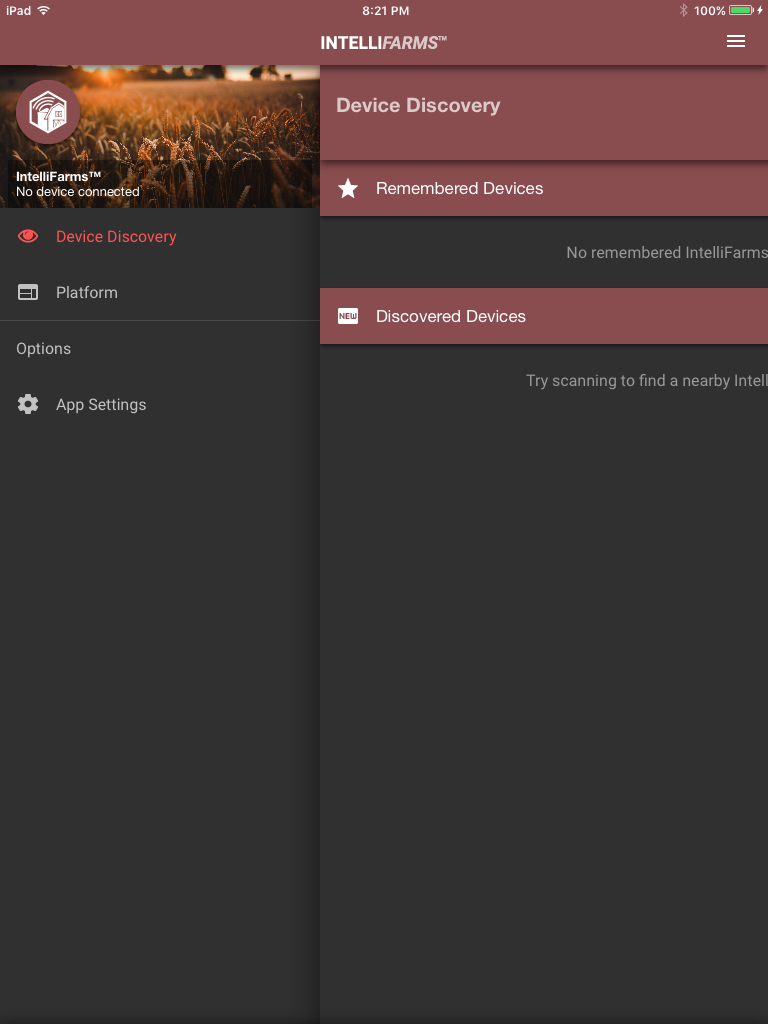 iPad 8:21 PM 100%
INTELLIFARMS™
IntelliFarms™
No device connected
Device Discovery
Platform
Options
App Settings
Device Discovery
Remembered Devices
No remembered IntelliFarms
NEW Discovered Devices
Try scanning to find a nearby Intell